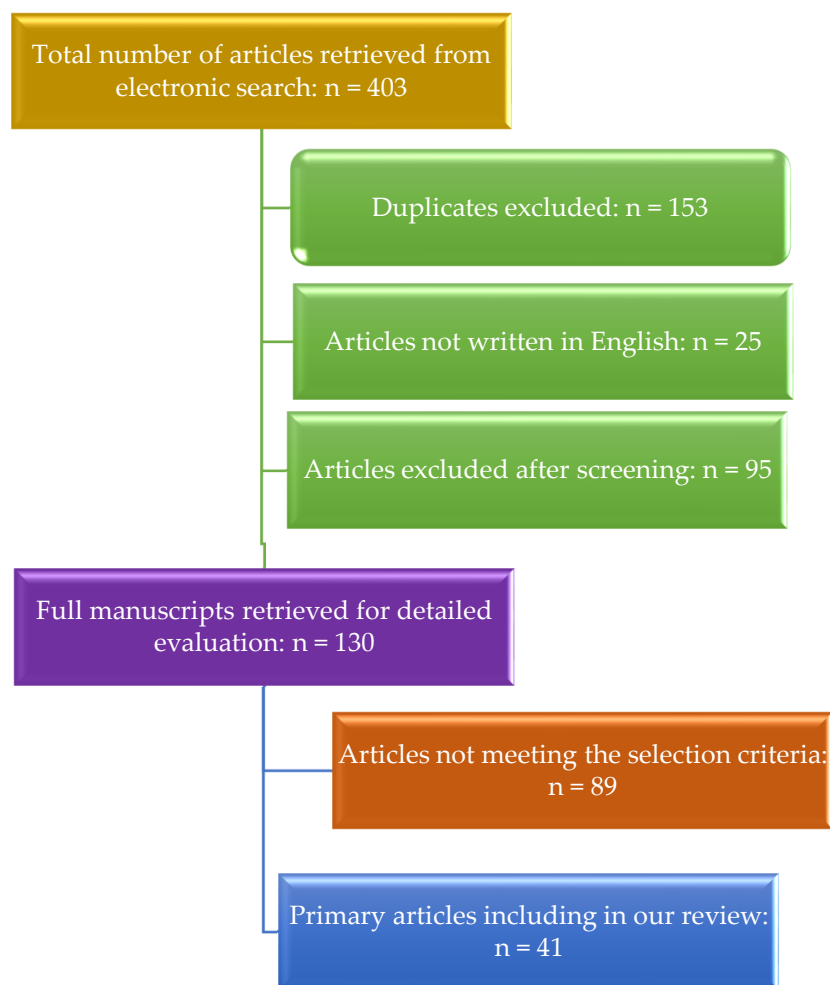 Total number of articles retrieved from
electronic search: n = 403
Duplicates excluded: n = 153
Articles not written in English: n = 25
Articles excluded after screening: n = 95
Full manuscripts retrieved for detailed
evaluation: n = 130
Articles not meeting the selection criteria:
n = 89
Primary articles including in our review:
n = 41